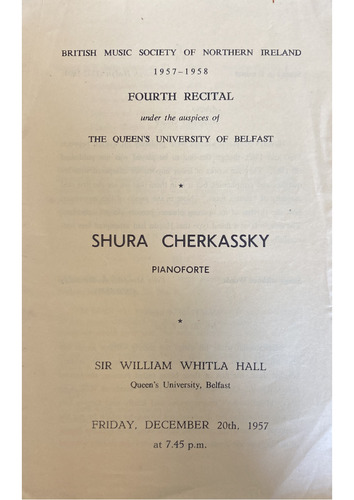 BRITISH MUSIC SOCIETY OF NORTHERN IRELAND
1957-1958
FOURTH RECITAL
under the auspices of
THE QUEEN'S UNIVERSITY OF BELFAST
★
SHURA CHERKASSKY
PIANOFORTE
★
SIR WILLIAM WHITLA HALL
Queen's University, Belfast
FRIDAY, DECEMBER 20th, 1957
at 7.45 p.m.